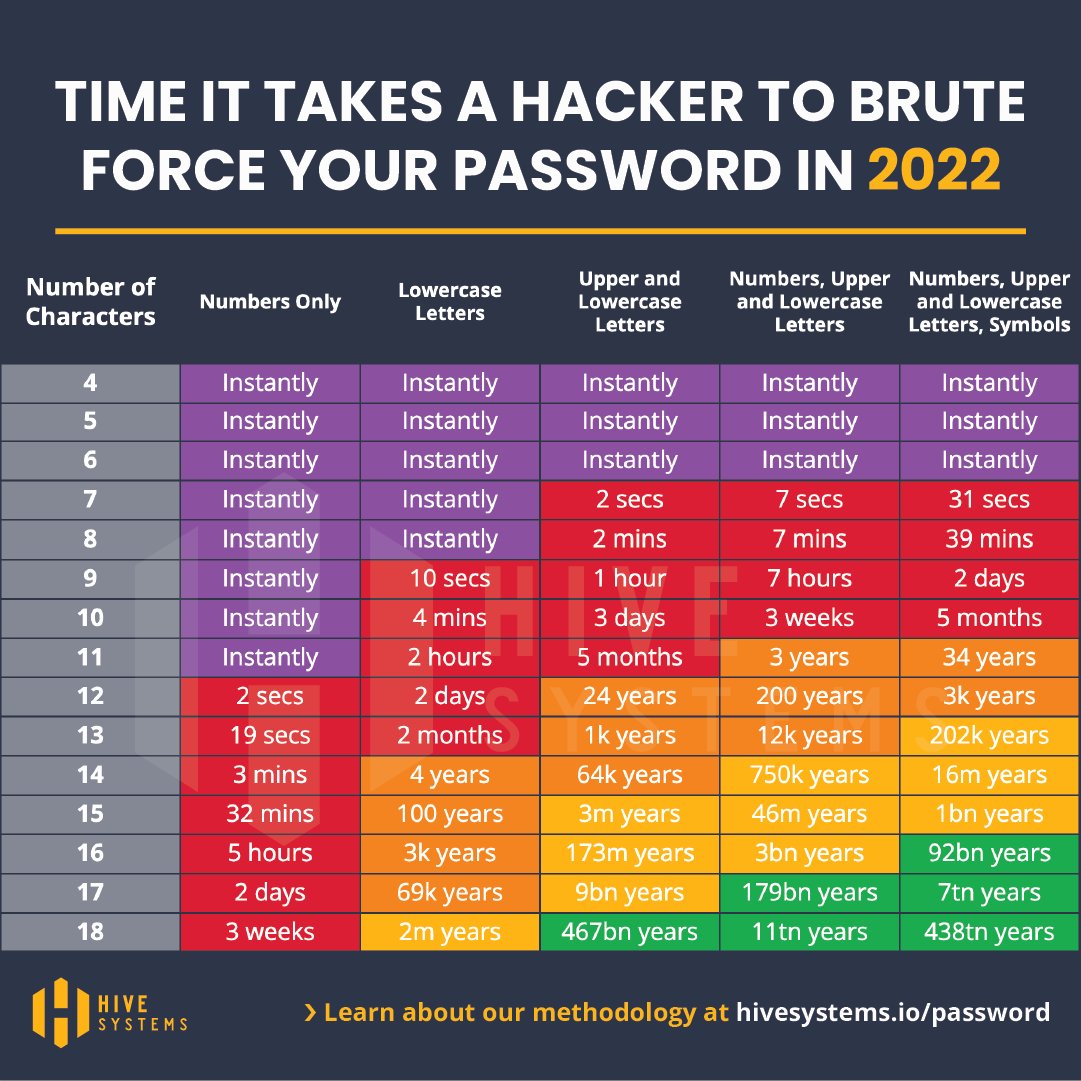 TIME IT TAKES A HACKER TO BRUTE
FORCE YOUR PASSWORD IN 2022
Number of Characters Numbers Only Lowercase Letters Upper and Lowercase Letters Numbers, Upper and Lowercase Letters Numbers, Upper and Lowercase Letters, Symbols
4 Instantly Instantly Instantly Instantly Instantly
5 Instantly Instantly Instantly Instantly Instantly
6 Instantly Instantly Instantly Instantly Instantly
7 Instantly Instantly 2 secs 7 secs 31 secs
8 Instantly Instantly 2 mins 7 mins 39 mins
9 Instantly 10 secs 1 hour 7 hours 2 days
10 Instantly 4 mins 3 days 3 weeks 5 months
11 Instantly 2 hours 5 months 3 years 34 years
12 2 secs 2 days 24 years 200 years 3k years
13 19 secs 2 months 1k years 12k years 202k years
14 3 mins 4 years 64k years 750k years 16m years
15 32 mins 100 years 3m years 46m years 1bn years
16 5 hours 3k years 173m years 3bn years 92bn years
17 2 days 69k years 9bn years 179bn years 7tn years
18 3 weeks 2m years 467bn years 11tn years 438tn years
HIVE
SYSTEMS
HIVE
SYSTEMS
› Learn about our methodology at hivesystems.io/password